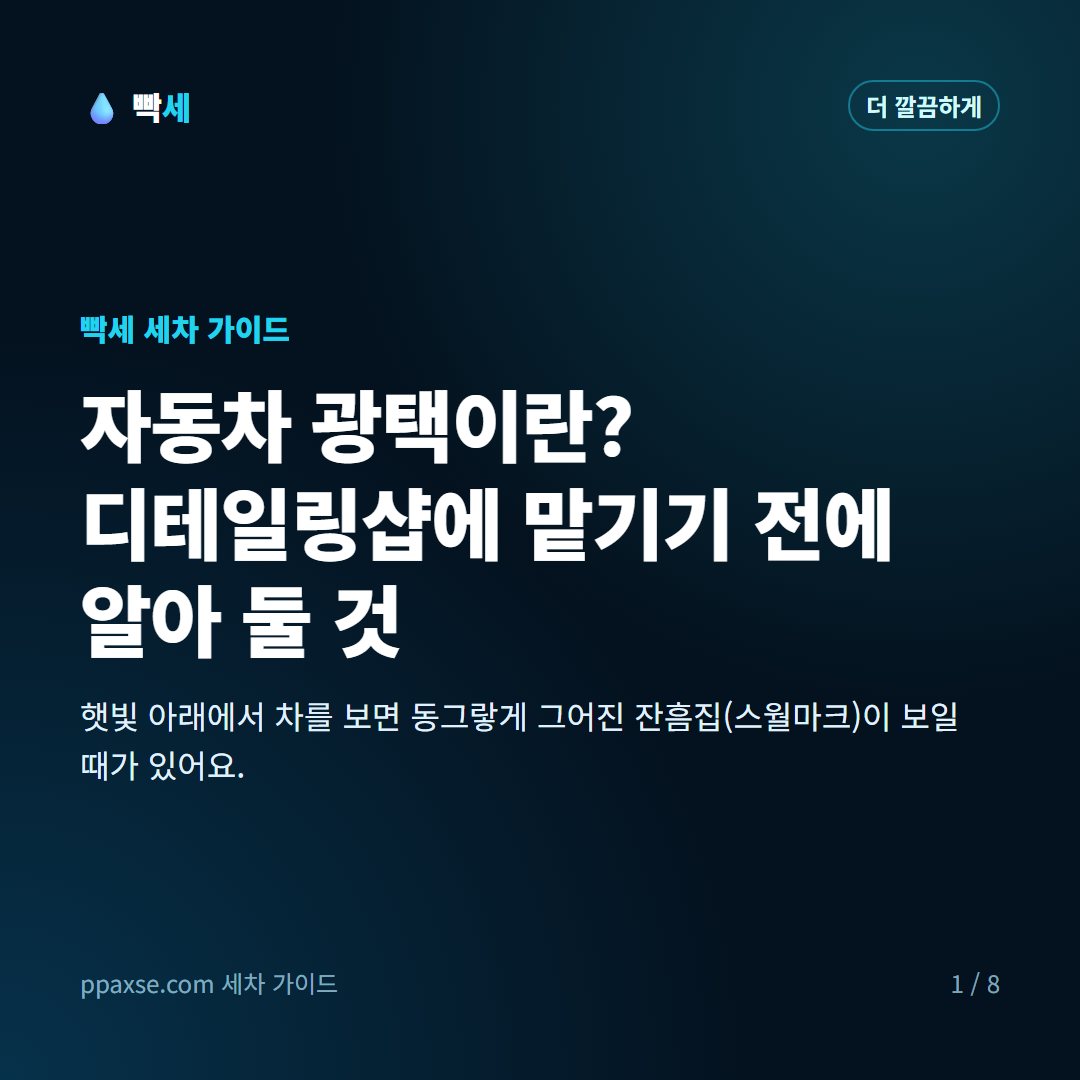 빡세
더 깔끔하게
빡세 세차 가이드
자동차 광택이란?
디테일링샵에 맡기기 전에
알아 둘 것
햇빛 아래에서 차를 보면 동그랗게 그어진 잔흠집(스월마크)이 보일
때가 있어요.
ppaxse.com 세차 가이드
1 / 8